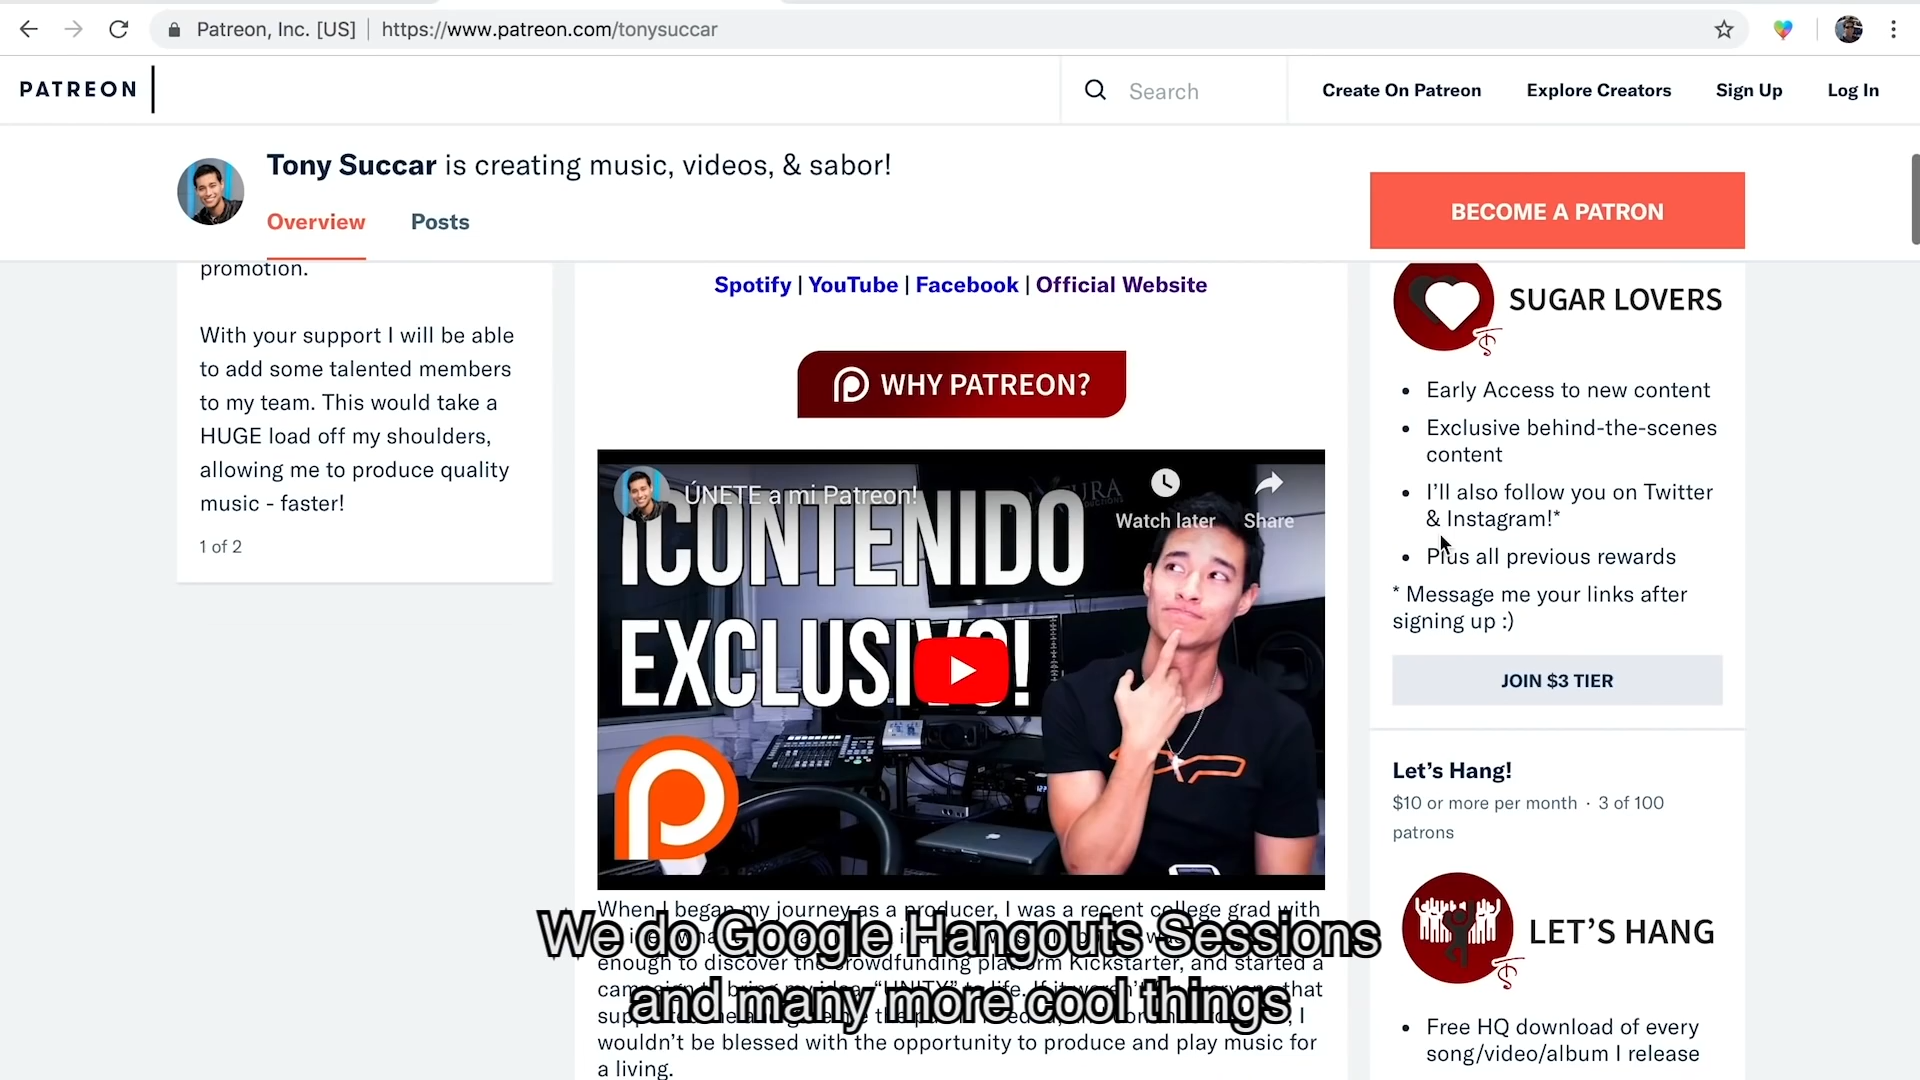 Patreon, Inc. [US]
https://www.patreon.com/tonysuccar
PATREON
Search
Create On Patreon
Explore Creators
Sign Up
Log In
Tony Succar is creating music, videos, & sabor!
Overview
Posts
BECOME A PATRON
promotion.
With your support I will be able
to add some talented members
to my team. This would take a
HUGE load off my shoulders,
allowing me to produce quality
music - faster!
1 of 2
Spotify | YouTube | Facebook | Official Website
WHY PATREON?
ÚNETE a mi Patreon!
Watch later
Share
¡CONTENIDO
EXCLUSIVO!
When I began my journey as a producer, I was a recent college grad with
enough to discover the crowdfunding platform Kickstarter, and started a
wouldn't be blessed with the opportunity to produce and play music for
a living.
We do Google Hangouts Sessions
and many more cool things
SUGAR LOVERS
• Early Access to new content
• Exclusive behind-the-scenes
content
• I'll also follow you on Twitter
& Instagram!*
• Plus all previous rewards
* Message me your links after
signing up :)
JOIN $3 TIER
Let's Hang!
$10 or more per month · 3 of 100
patrons
LET'S HANG
• Free HQ download of every
song/video/album I release